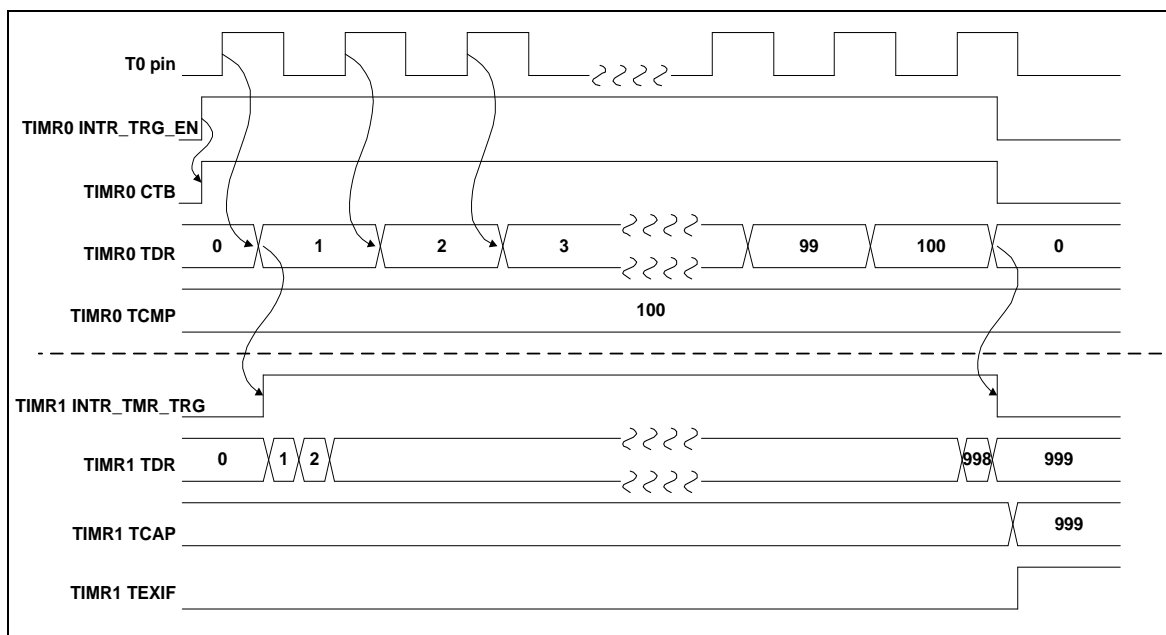 T0 pin
TIMR0 INTR_TRG_EN
TIMR0 CTB
TIMR0 TDR 0 1 2 3 99 100 0
TIMR0 TCMP 100
TIMR1 INTR_TMR_TRG
TIMR1 TDR 0 1 2 998 999
TIMR1 TCAP 999
TIMR1 TEXIF